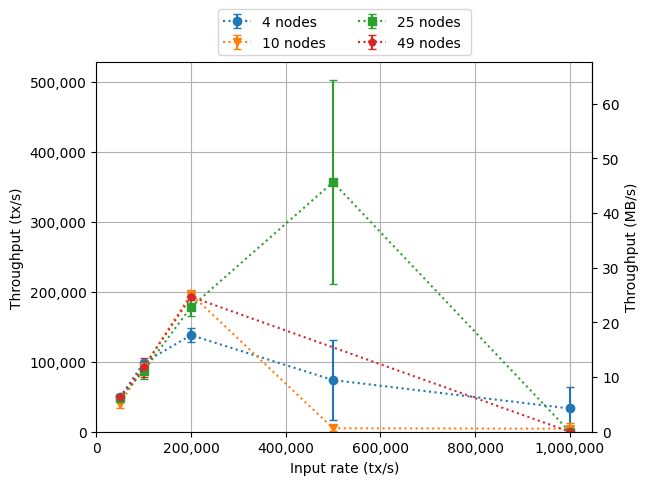 4 nodes
10 nodes
25 nodes
49 nodes
500,000
400,000
300,000
200,000
100,000
0
Throughput (tx/s)
60
50
40
30
20
10
0
Throughput (MB/s)
0
200,000
400,000
600,000
800,000
1,000,000
Input rate (tx/s)